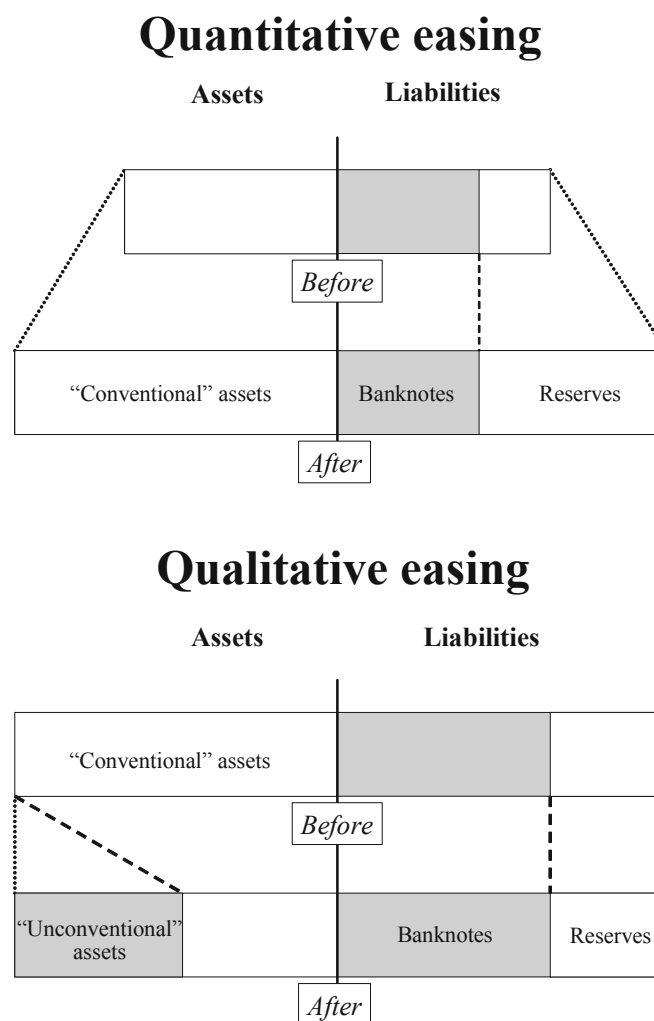 Quantitative easing
Assets Liabilities
Before
“Conventional” assets Banknotes Reserves
After
Qualitative easing
Assets Liabilities
“Conventional” assets
Before
“Unconventional”
assets
Banknotes Reserves
After